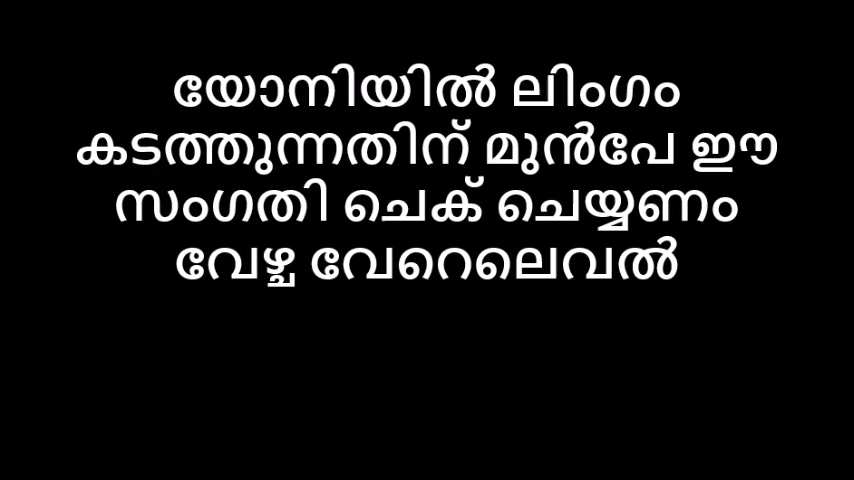 യോനിയിൽ ലിംഗം
കടത്തുന്നതിന് മുൻപേ ഈ
സംഗതി ചെക് ചെയ്യണം
വേഴ്ച വേറെലെവൽ